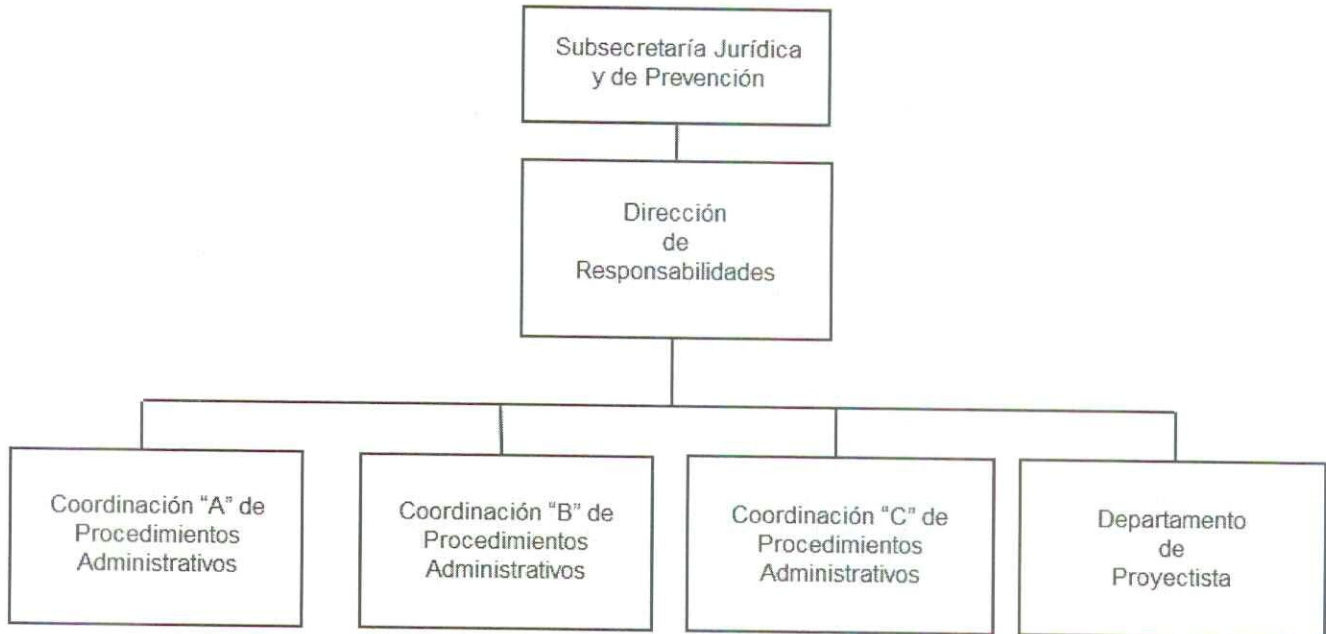 Subsecretaría Jurídica
y de Prevención
Dirección
de
Responsabilidades
Coordinación “A” de
Procedimientos
Administrativos
Coordinación “B” de
Procedimientos
Administrativos
Coordinación “C” de
Procedimientos
Administrativos
Departamento
de
Proyectista